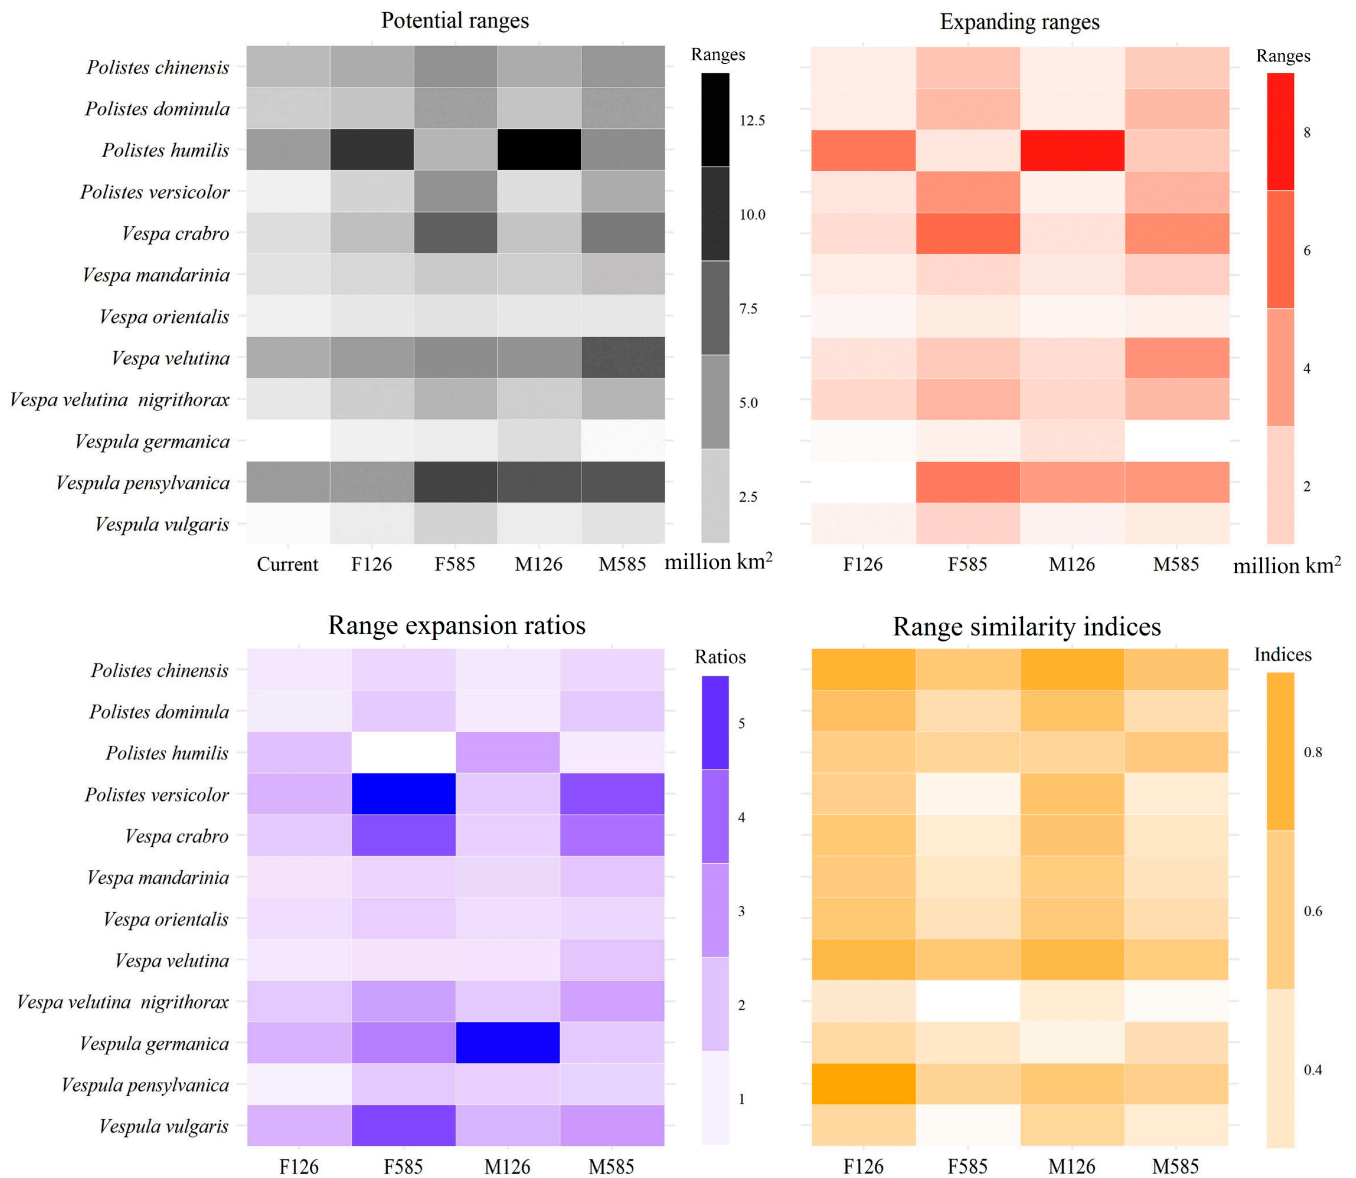 Potential ranges
Expanding ranges
Polistes chinensis
Polistes dominula
Polistes humilis
Polistes versicolor
Vespa crabro
Vespa mandarinia
Vespa orientalis
Vespa velutina
Vespa velutina nigrithorax
Vespula germanica
Vespula pensylvanica
Vespula vulgaris
Current F126 F585 M126 M585
Ranges
12.5
10.0
7.5
5.0
2.5
million km²
F126 F585 M126 M585
Ranges
8
6
4
2
million km²
Range expansion ratios
Range similarity indices
Polistes chinensis
Polistes dominula
Polistes humilis
Polistes versicolor
Vespa crabro
Vespa mandarinia
Vespa orientalis
Vespa velutina
Vespa velutina nigrithorax
Vespula germanica
Vespula pensylvanica
Vespula vulgaris
F126 F585 M126 M585
Ratios
5
4
3
2
1
F126 F585 M126 M585
Indices
0.8
0.6
0.4